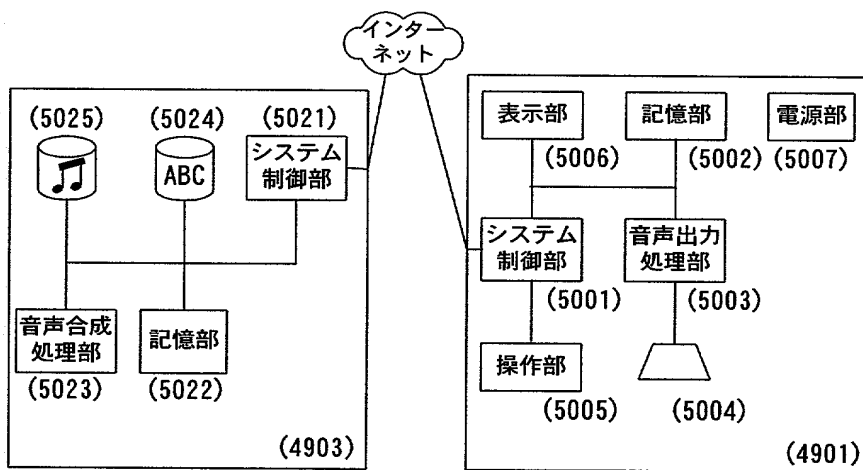 インター
ネット
(5025)
(5024)
(5021)
ABC
システム
制御部
音声合成
処理部
(5023)
記憶部
(5022)
(4903)
表示部
(5006)
記憶部
(5002)
電源部
(5007)
システム
制御部
(5001)
音声出力
処理部
(5003)
操作部
(5005)
(5004)
(4901)